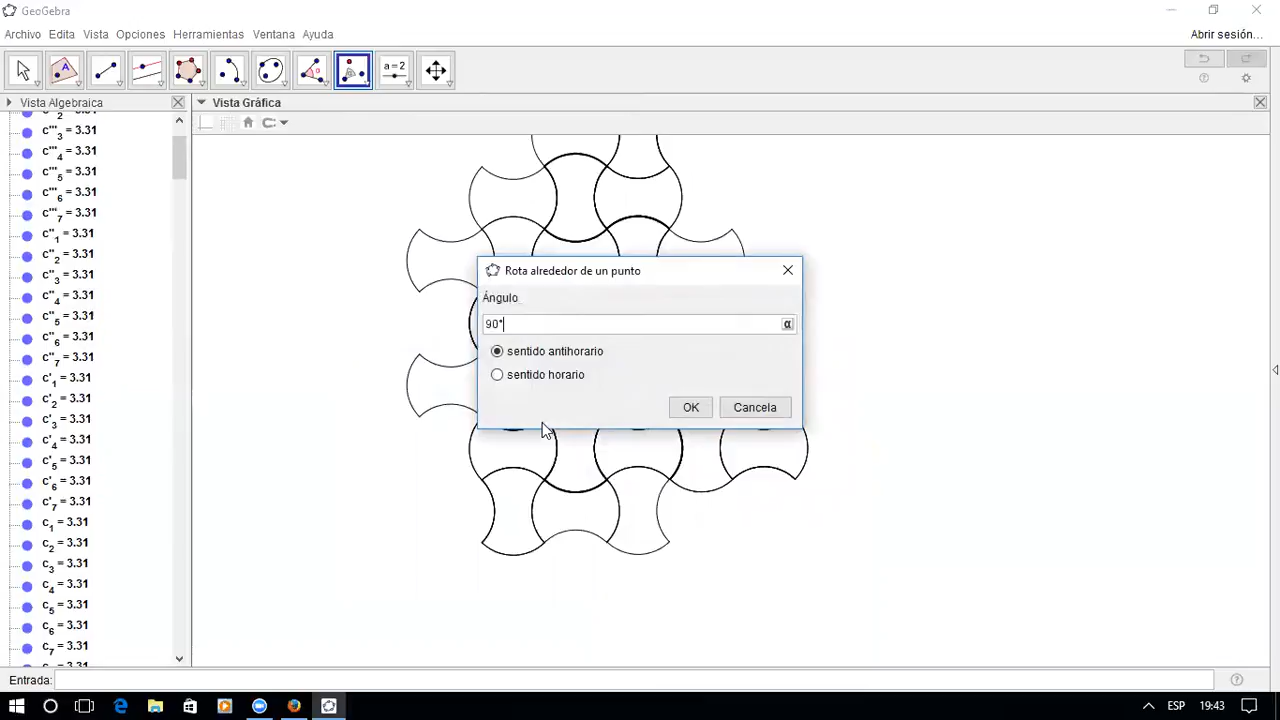 GeoGebra
Archivo Edita Vista Opciones Herramientas Ventana Ayuda
Abrir sesión...
A
a = 2
Vista Algebraica
Vista Gráfica
c'''₃ = 3.31
c'''₄ = 3.31
c'''₅ = 3.31
c'''₆ = 3.31
c'''₇ = 3.31
c''₁ = 3.31
c''₂ = 3.31
c''₃ = 3.31
c''₄ = 3.31
c''₅ = 3.31
c''₆ = 3.31
c''₇ = 3.31
c'₁ = 3.31
c'₂ = 3.31
c'₃ = 3.31
c'₄ = 3.31
c'₅ = 3.31
c'₆ = 3.31
c'₇ = 3.31
c₁ = 3.31
c₂ = 3.31
c₃ = 3.31
c₄ = 3.31
c₅ = 3.31
c₆ = 3.31
c₇ = 3.31
Rota alrededor de un punto
Ángulo
90°
α
sentido antihorario
sentido horario
OK
Cancela
Entrada:
ESP 19:43